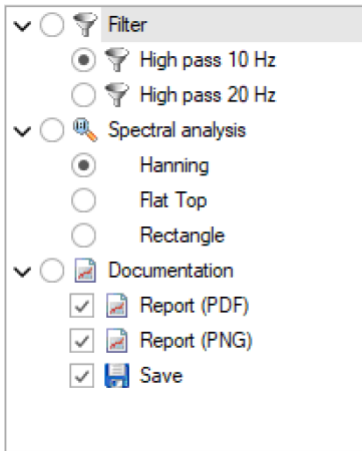 Filter
High pass 10 Hz
High pass 20 Hz
Spectral analysis
Hanning
Flat Top
Rectangle
Documentation
Report (PDF)
Report (PNG)
Save